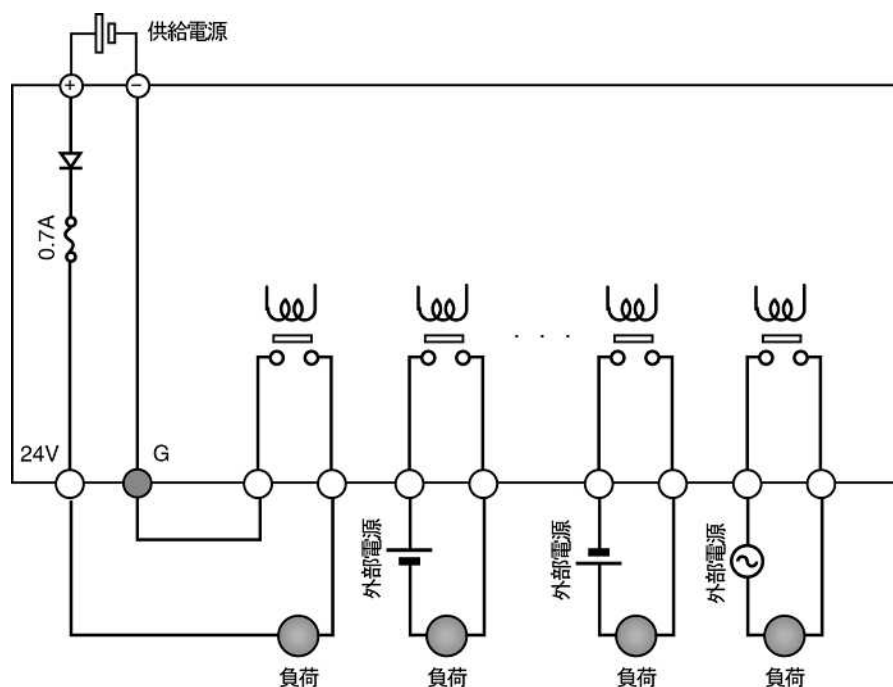 供給電源
+
−
0.7A
24V
G
. . .
外部電源
外部電源
外部電源
負荷
負荷
負荷
負荷